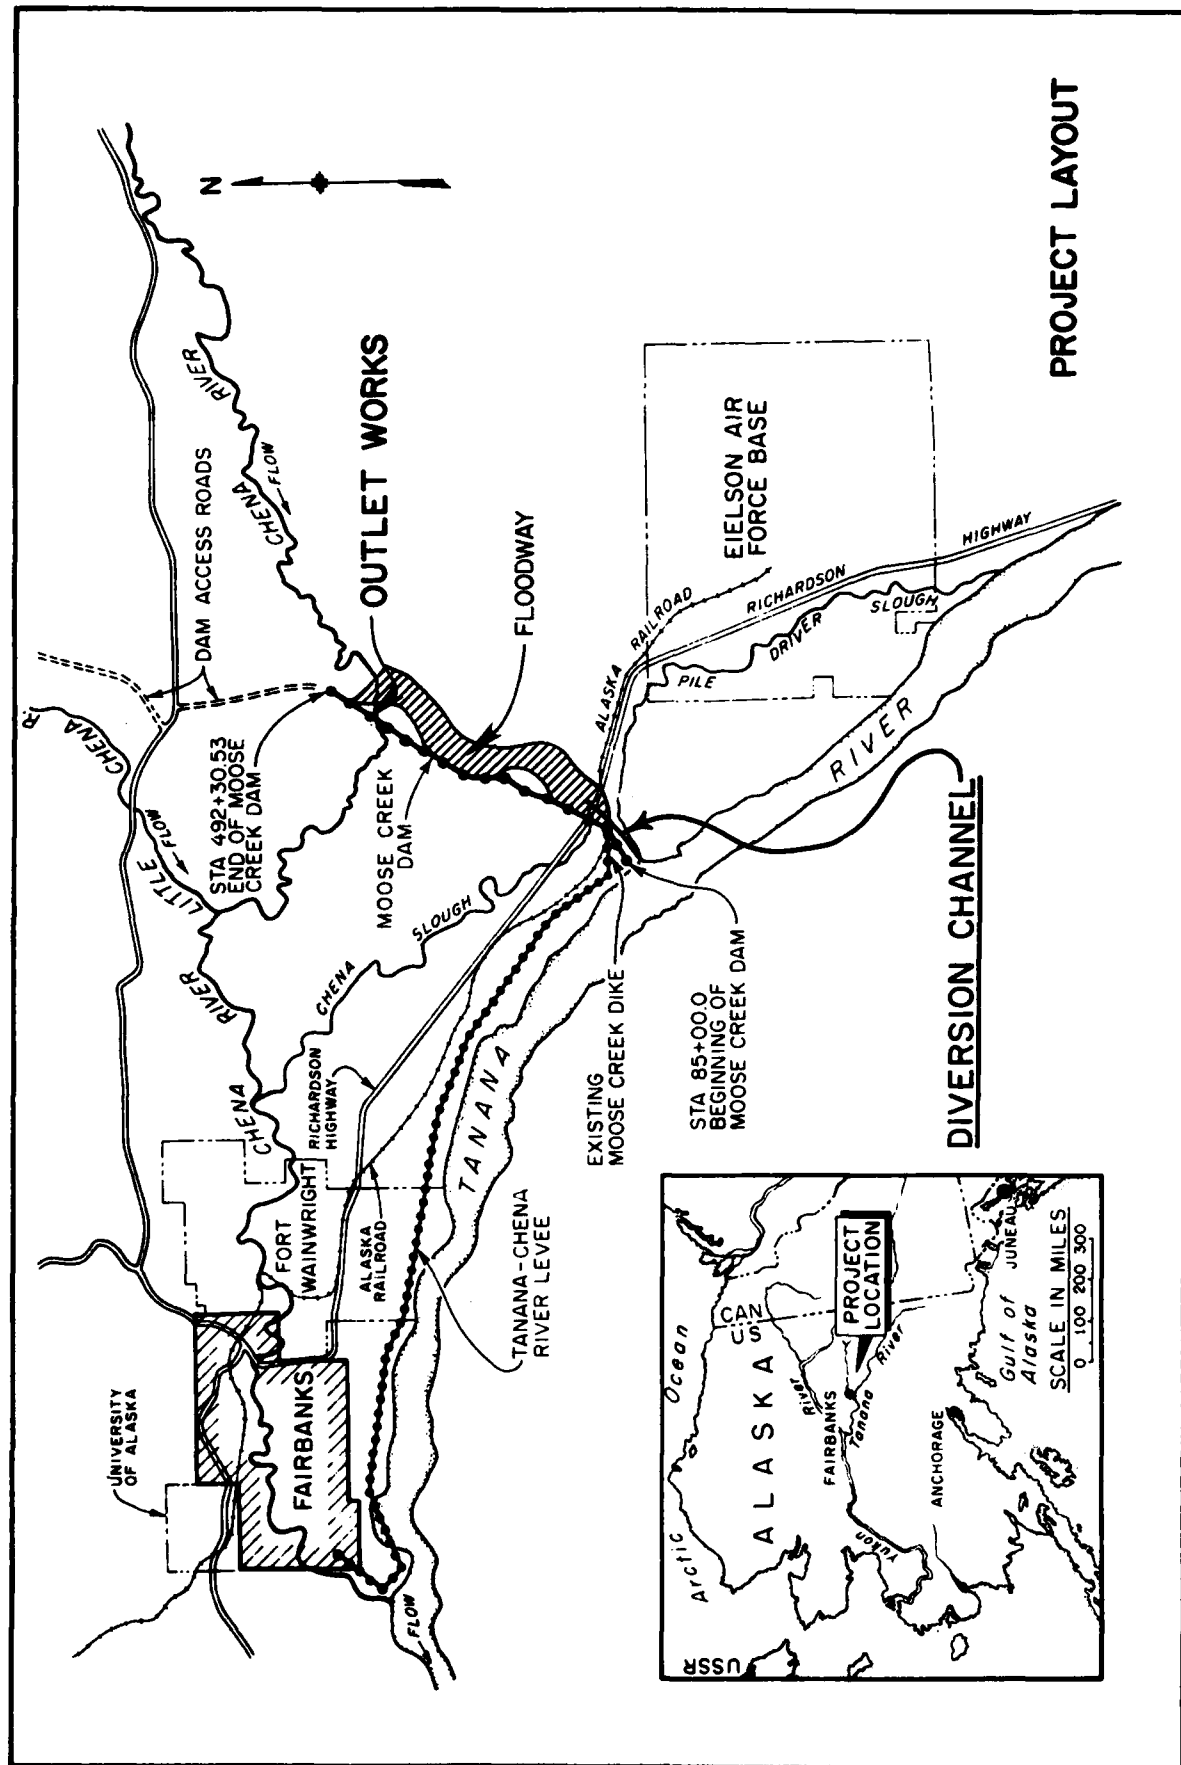 UNIVERSITY
OF ALASKA
FAIRBANKS
FORT
WAINWRIGHT
CHENA
RIVER
LITTLE
CHENA
R
FLOW
DAM ACCESS ROADS
CHENA
RIVER
FLOW
N
STA 492+30.53
END OF MOOSE
CREEK DAM
OUTLET WORKS
FLOODWAY
MOOSE CREEK
DAM
CHENA
SLOUGH
RICHARDSON
HIGHWAY
ALASKA
RAILROAD
TANANA-CHENA
RIVER LEVEE
FLOW
TANANA
RIVER
EXISTING
MOOSE CREEK DIKE
STA 85+00.0
BEGINNING OF
MOOSE CREEK DAM
DIVERSION CHANNEL
ALASKA
RAILROAD
RICHARDSON
HIGHWAY
PILE
DRIVER
SLOUGH
EIELSON AIR
FORCE BASE
PROJECT LAYOUT
USSR
Arctic
Ocean
ALASKA
CAN
US
River
FAIRBANKS
Tanana
River
Yukon
PROJECT
LOCATION
ANCHORAGE
Gulf of
Alaska
JUNEAU
SCALE IN MILES
0 100 200 300